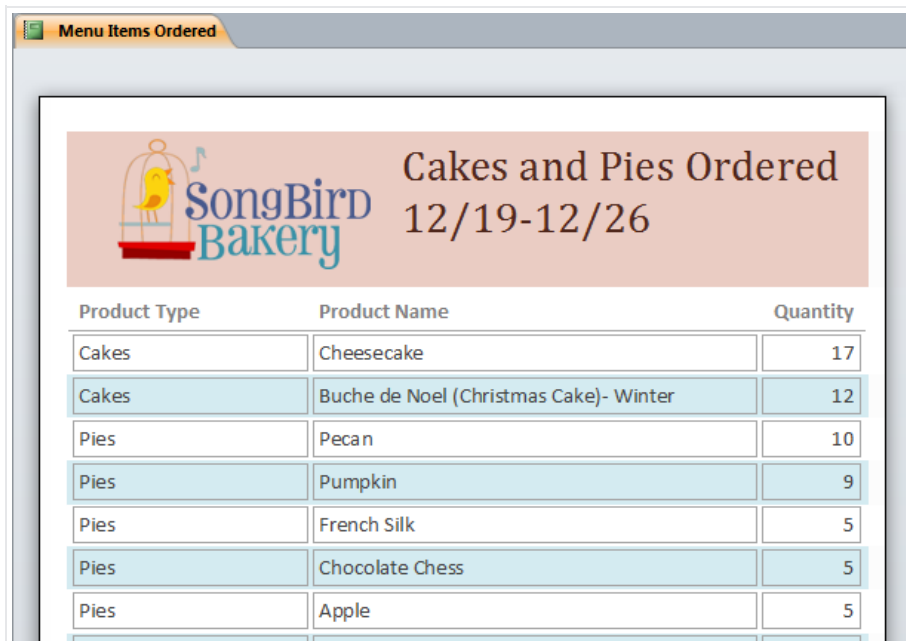 Menu Items Ordered
SongBird
Bakery
Cakes and Pies Ordered
12/19-12/26
Product Type Product Name Quantity
Cakes Cheesecake 17
Cakes Buche de Noel (Christmas Cake)- Winter 12
Pies Pecan 10
Pies Pumpkin 9
Pies French Silk 5
Pies Chocolate Chess 5
Pies Apple 5